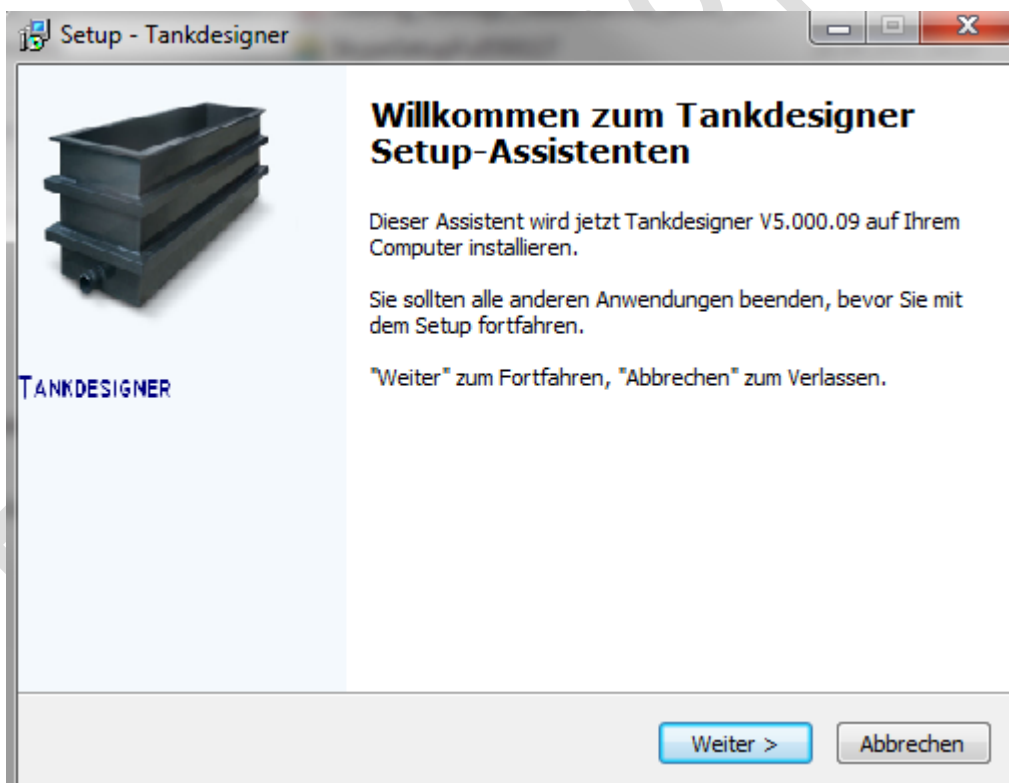 Setup - Tankdesigner
Willkommen zum Tankdesigner
Setup-Assistenten
Dieser Assistent wird jetzt Tankdesigner V5.000.09 auf Ihrem
Computer installieren.
Sie sollten alle anderen Anwendungen beenden, bevor Sie mit
dem Setup fortfahren.
"Weiter" zum Fortfahren, "Abbrechen" zum Verlassen.
TANKDESIGNER
Weiter >
Abbrechen